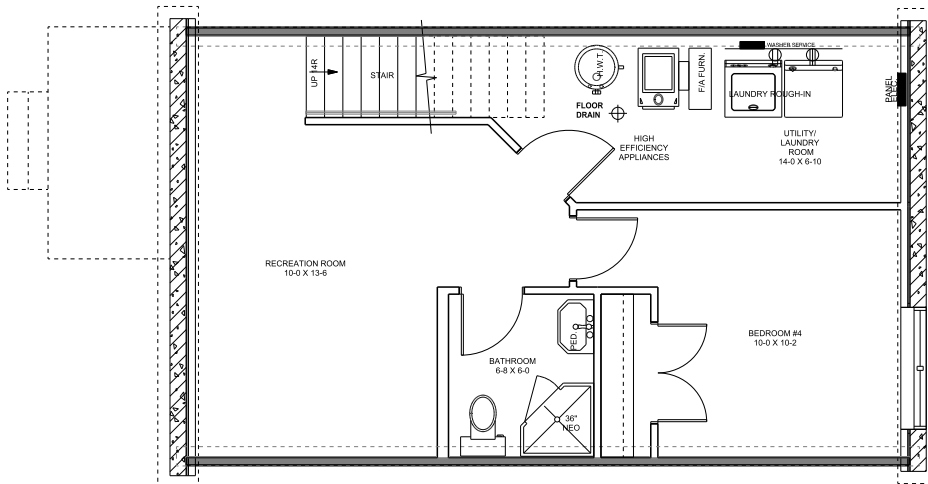 WASHER SERVICE
UP 14R
STAIR
H.W.T.
F/A FURN.
LAUNDRY ROUGH-IN
ELEC.
PANEL
FLOOR
DRAIN
HIGH
EFFICIENCY
APPLIANCES
UTILITY/
LAUNDRY
ROOM
14-0 X 6-10
RECREATION ROOM
10-0 X 13-6
PED.
BATHROOM
6-8 X 6-0
BEDROOM #4
10-0 X 10-2
36"
NEO